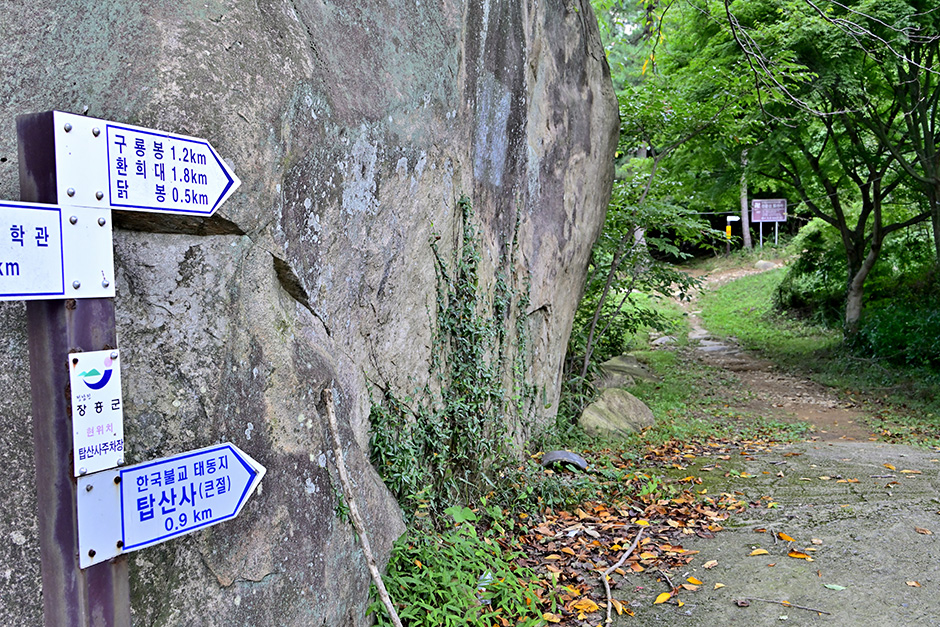 구룡봉 1.2km
환희대 1.8km
닭 봉 0.5km
학관
km
장흥군
현위치
탑산사주차장
한국불교 태동지
탑산사(큰절)
0.9 km